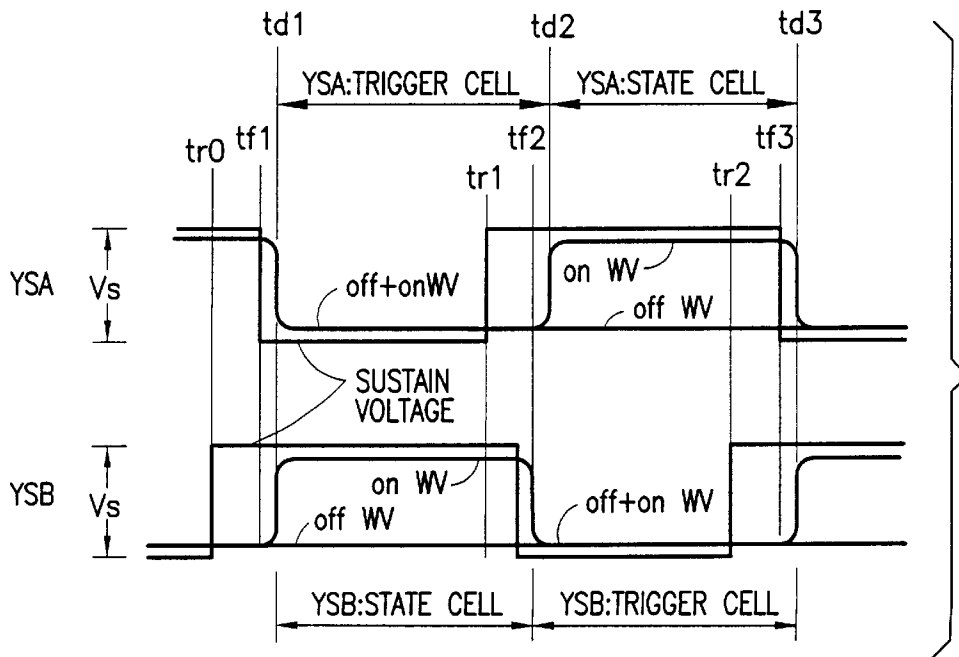 td1 td2 td3
YSA:TRIGGER CELL YSA:STATE CELL
tf1 tf2 tf3
tr0 tr1 tr2
on WV
YSA Vs off+onWV off WV
SUSTAIN
VOLTAGE
on WV
YSB Vs off WV off+on WV
YSB:STATE CELL YSB:TRIGGER CELL